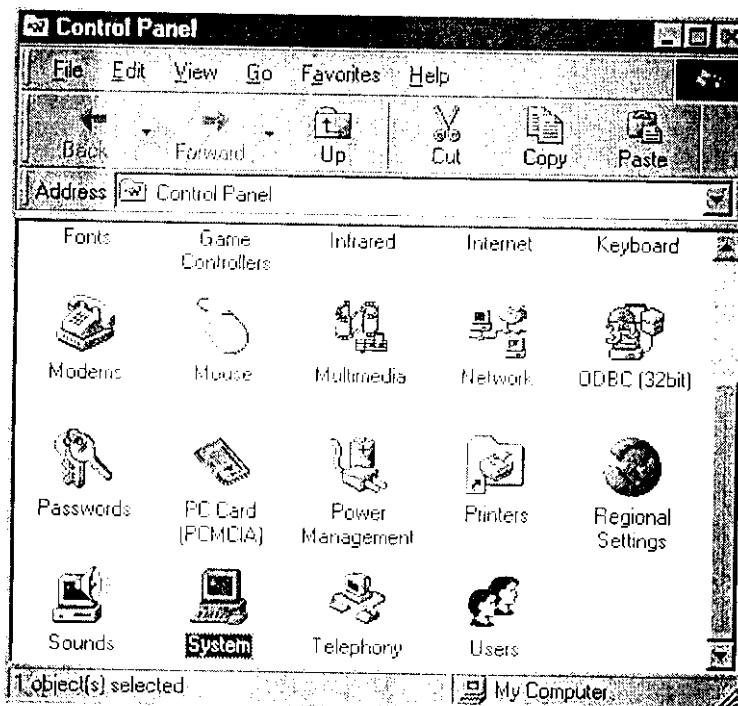 Control Panel
File Edit View Go Favorites Help
Back Forward Up Cut Copy Paste
Address Control Panel
Fonts Game Controllers Infrared Internet Keyboard
Modems Mouse Multimedia Network ODBC (32bit)
Passwords PC Card (PCMCIA) Power Management Printers Regional Settings
Sounds System Telephony Users
1 object(s) selected My Computer